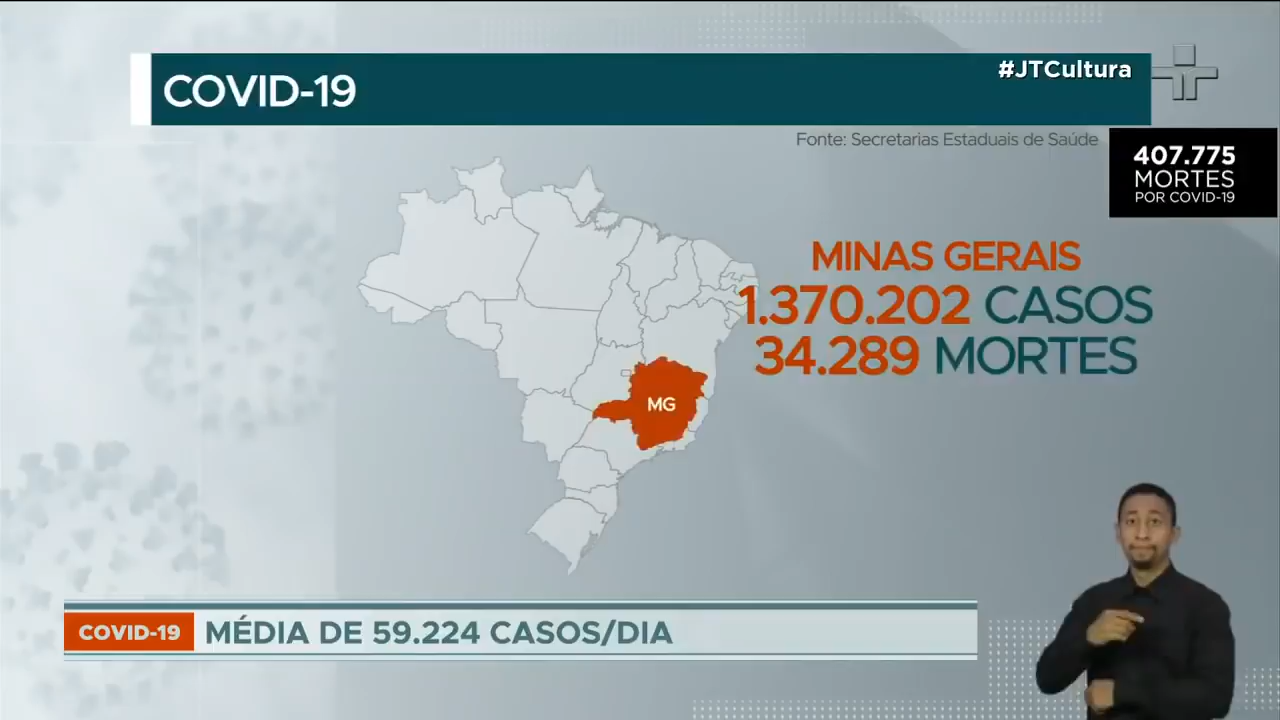 COVID-19
#JTCultura
Fonte: Secretarias Estaduais de Saúde
407.775
MORTES
POR COVID-19
MINAS GERAIS
1.370.202 CASOS
34.289 MORTES
MG
COVID-19 MÉDIA DE 59.224 CASOS/DIA